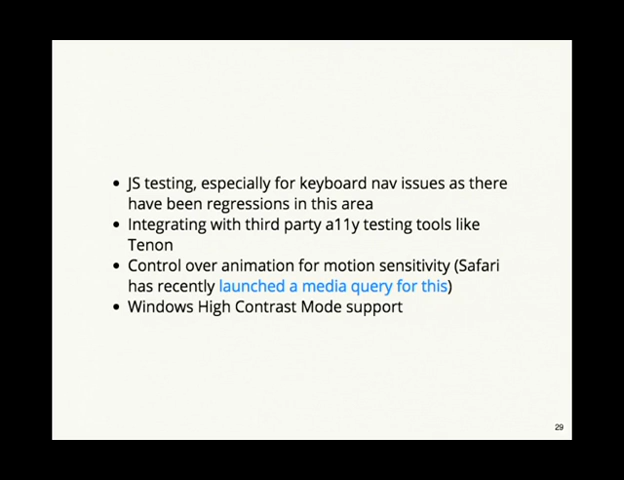 • JS testing, especially for keyboard nav issues as there
have been regressions in this area
• Integrating with third party a11y testing tools like
Tenon
• Control over animation for motion sensitivity (Safari
has recently launched a media query for this)
• Windows High Contrast Mode support
29